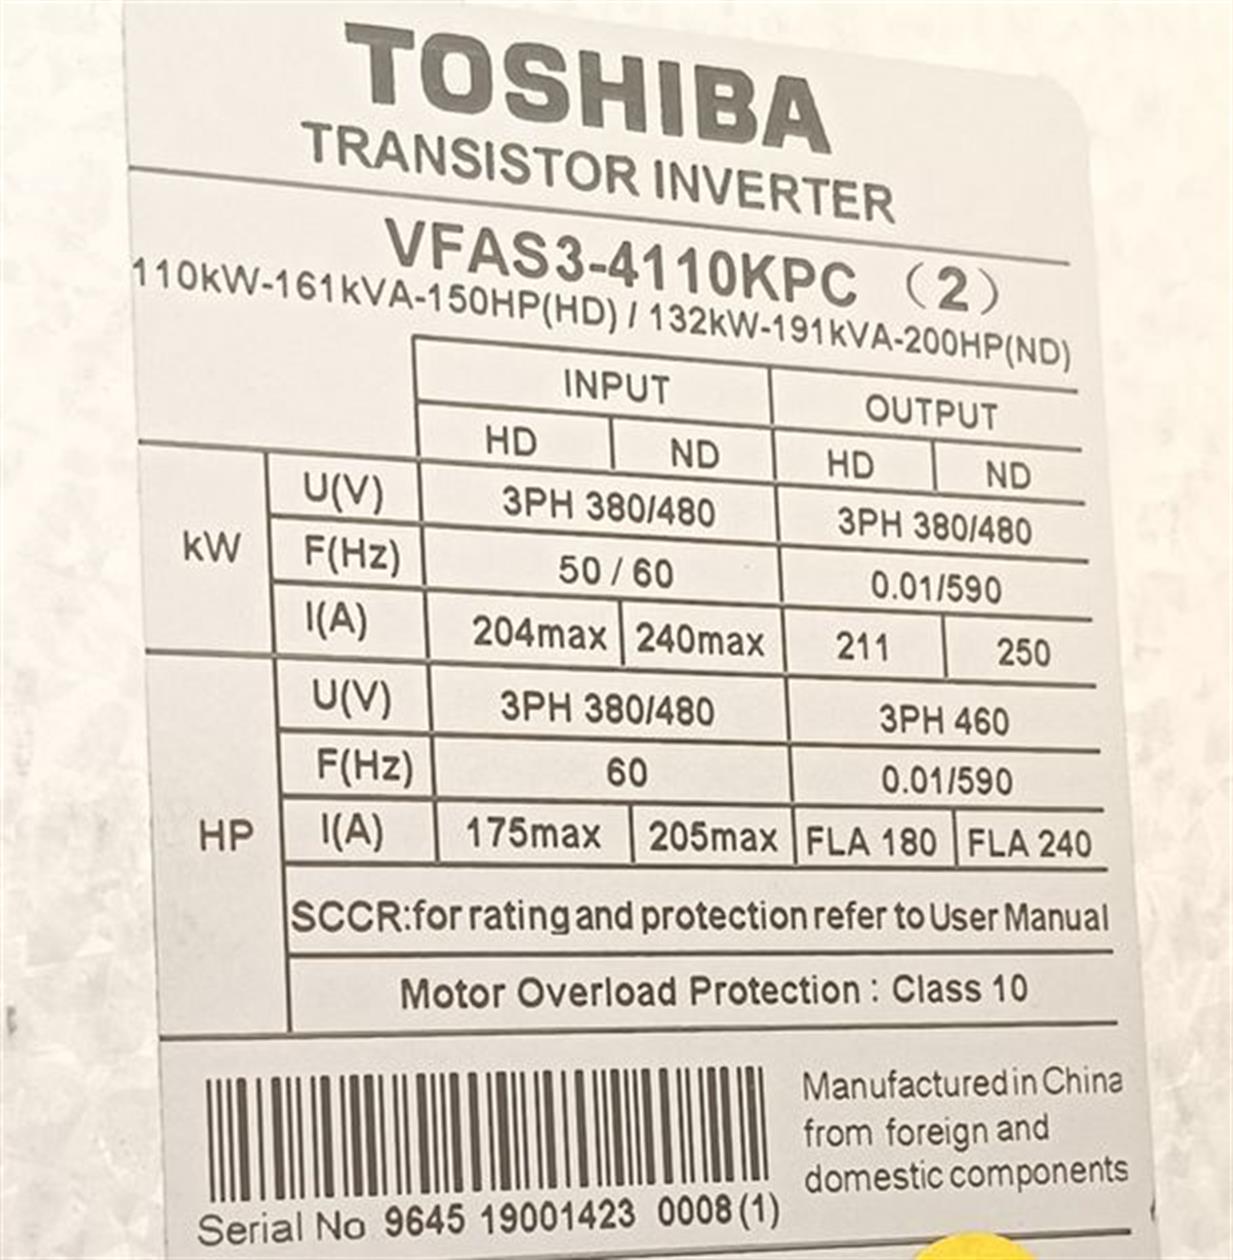 TOSHIBA
TRANSISTOR INVERTER
VFAS3-4110KPC （2）
110kW-161kVA-150HP(HD) / 132kW-191kVA-200HP(ND)
INPUT OUTPUT
HD ND HD ND
kW
U(V) 3PH 380/480 3PH 380/480
F(Hz) 50 / 60 0.01/590
I(A) 204max 240max 211 250
HP
U(V) 3PH 380/480 3PH 460
F(Hz) 60 0.01/590
I(A) 175max 205max FLA 180 FLA 240
SCCR:for rating and protection refer to User Manual
Motor Overload Protection : Class 10
Manufactured in China
from foreign and
domestic components
Serial No 9645 19001423 0008 (1)